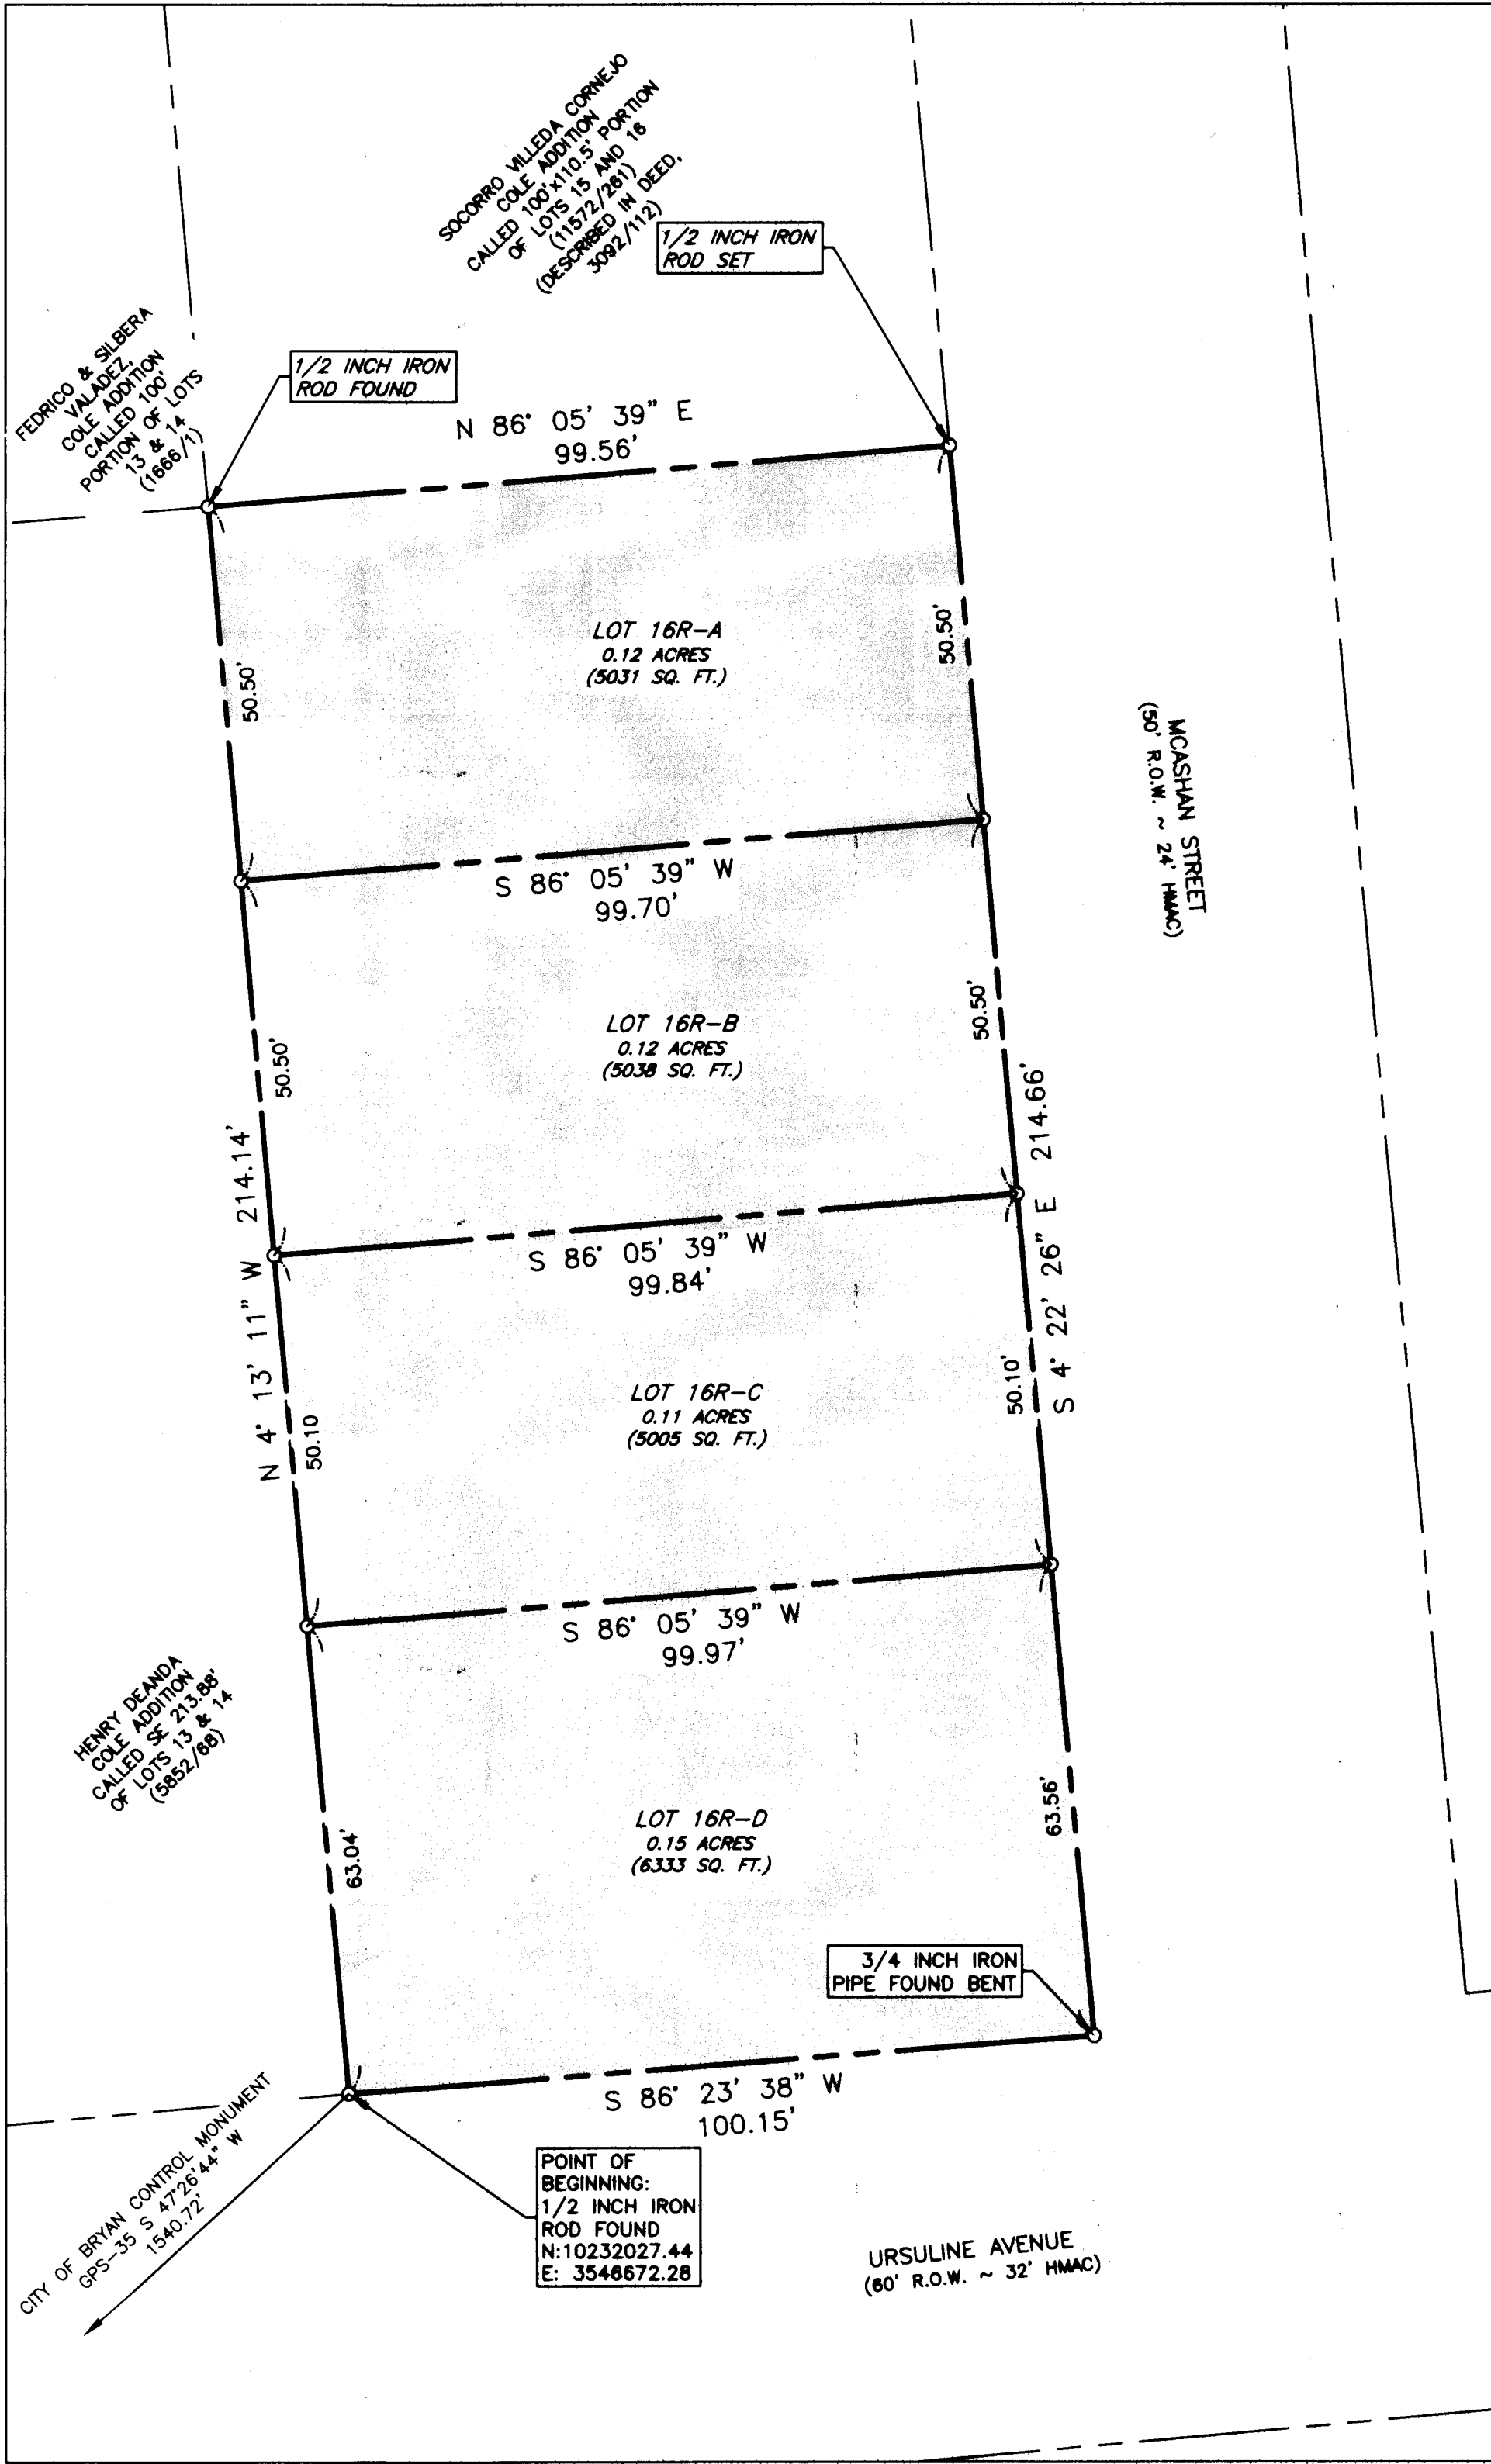 SOCORRO VILLEDA CORNEJO
COLE ADDITION
CALLED 100'x110.5' PORTION
OF LOTS 15 AND 16
(11572/261)
(DESCRIBED IN DEED,
3092/112)
1/2 INCH IRON
ROD SET
FEDRICO & SILBERA
VALADEZ,
COLE ADDITION
CALLED 100'
PORTION OF LOTS
13 & 14
(1666/1)
1/2 INCH IRON
ROD FOUND
N 86° 05' 39" E
99.56'
LOT 16R-A
0.12 ACRES
(5031 SQ. FT.)
50.50'
50.50'
MCASHAN STREET
(50' R.O.W. ~ 24' HMAC)
S 86° 05' 39" W
99.70'
LOT 16R-B
0.12 ACRES
(5038 SQ. FT.)
50.50'
50.50'
N 4° 13' 11" W 214.14'
S 4° 22' 26" E 214.66'
S 86° 05' 39" W
99.84'
LOT 16R-C
0.11 ACRES
(5005 SQ. FT.)
50.10
50.10'
S 86° 05' 39" W
99.97'
HENRY DEANDA
COLE ADDITION
CALLED SE 213.88'
OF LOTS 13 & 14
(5852/68)
LOT 16R-D
0.15 ACRES
(6333 SQ. FT.)
63.04'
63.56'
3/4 INCH IRON
PIPE FOUND BENT
S 86° 23' 38" W
100.15'
CITY OF BRYAN CONTROL MONUMENT
GPS-35 S 47°26'44" W
1540.72'
POINT OF
BEGINNING:
1/2 INCH IRON
ROD FOUND
N:10232027.44
E: 3546672.28
URSULINE AVENUE
(60' R.O.W. ~ 32' HMAC)